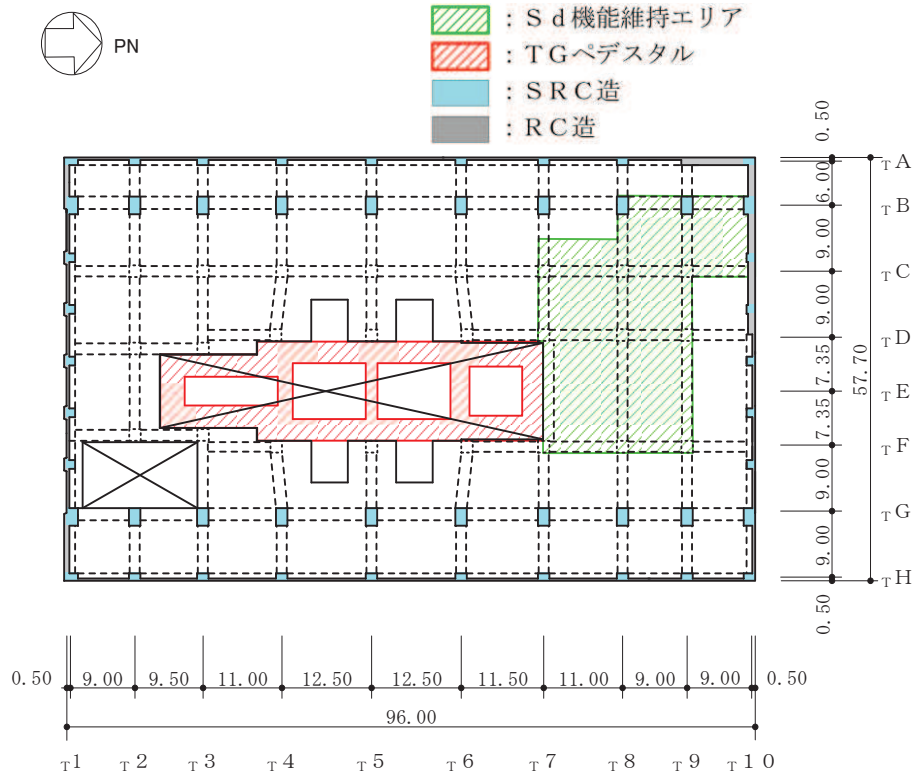 PN
：Ｓｄ機能維持エリア
：ＴＧペデスタル
：ＳＲＣ造
：ＲＣ造
0.50
6.00
9.00
9.00
7.35
7.35
9.00
9.00
0.50
57.70
TA
TB
TC
TD
TE
TF
TG
TH
0.50 9.00 9.50 11.00 12.50 12.50 11.50 11.00 9.00 9.00 0.50
96.00
T1 T2 T3 T4 T5 T6 T7 T8 T9 T10